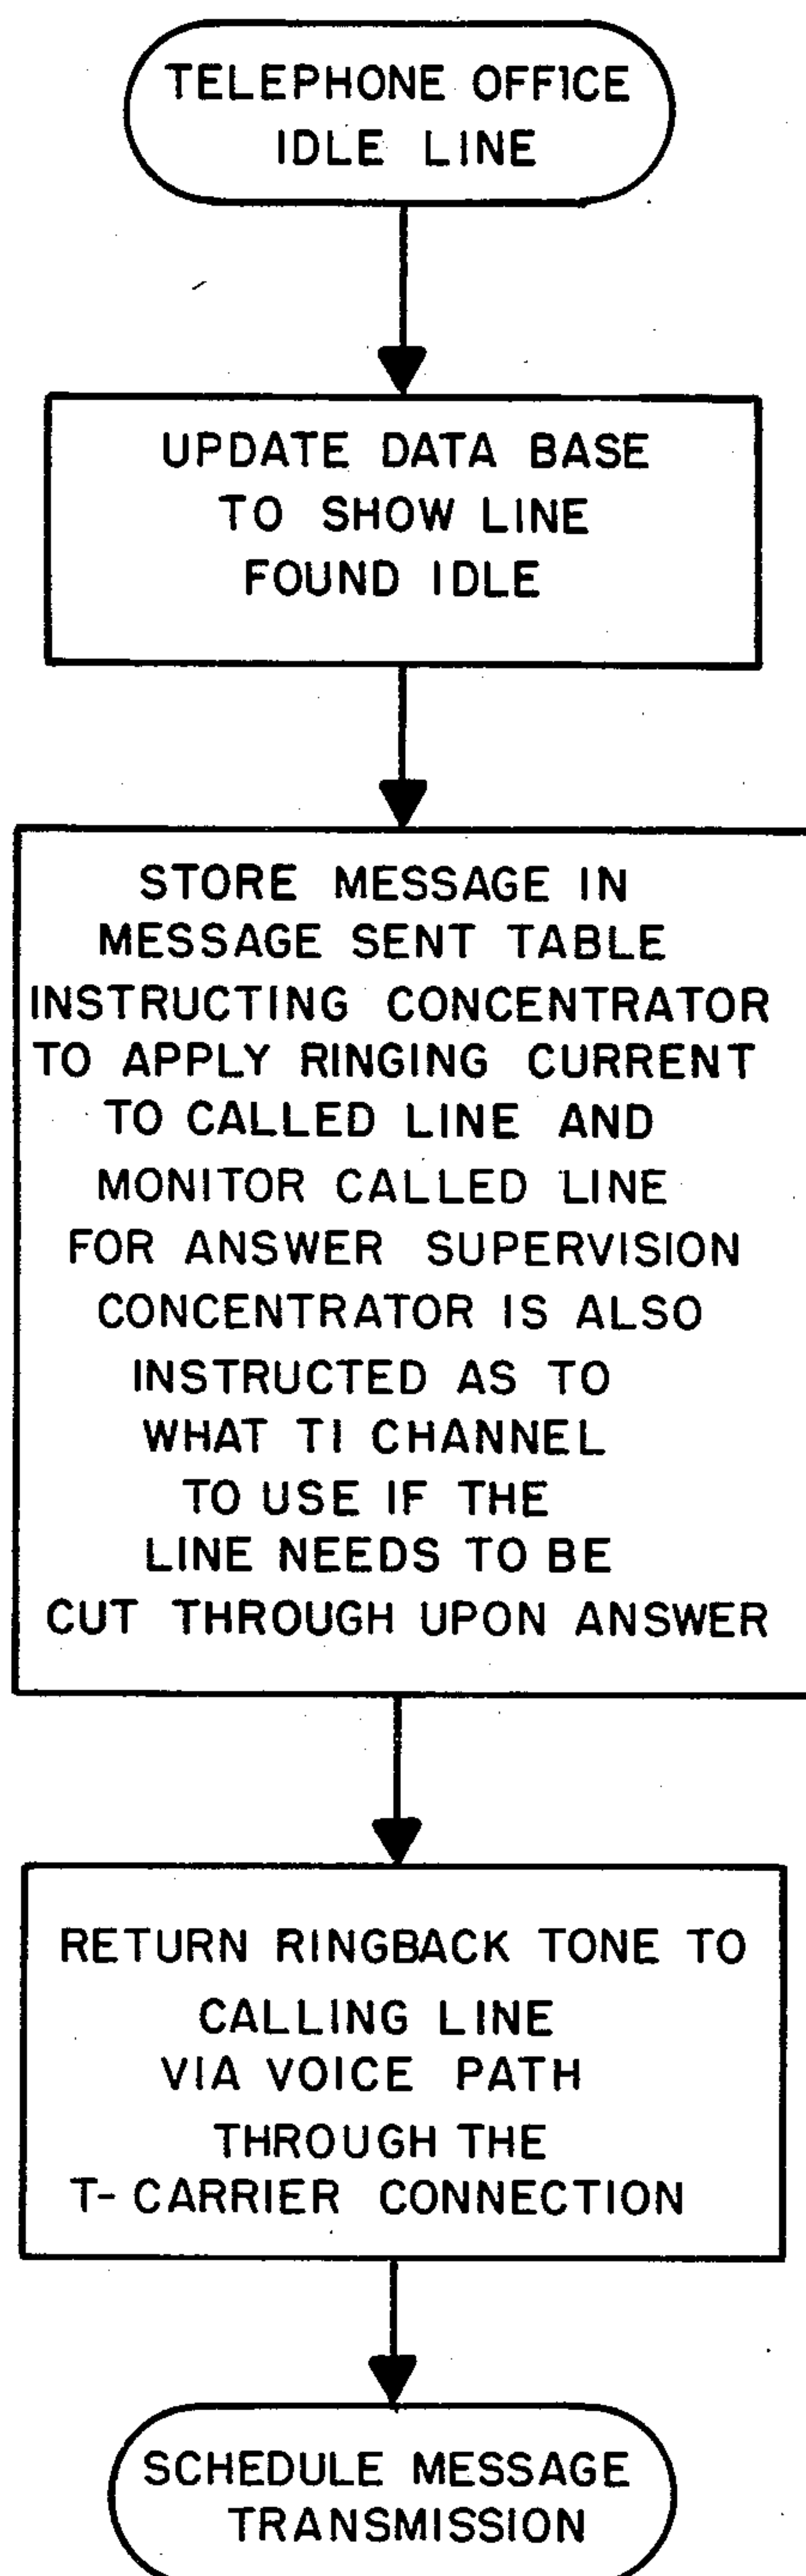 TELEPHONE OFFICE
IDLE LINE
UPDATE DATA BASE
TO SHOW LINE
FOUND IDLE
STORE MESSAGE IN
MESSAGE SENT TABLE
INSTRUCTING CONCENTRATOR
TO APPLY RINGING CURRENT
TO CALLED LINE AND
MONITOR CALLED LINE
FOR ANSWER SUPERVISION
CONCENTRATOR IS ALSO
INSTRUCTED AS TO
WHAT T1 CHANNEL
TO USE IF THE
LINE NEEDS TO BE
CUT THROUGH UPON ANSWER
RETURN RINGBACK TONE TO
CALLING LINE
VIA VOICE PATH
THROUGH THE
T- CARRIER CONNECTION
SCHEDULE MESSAGE
TRANSMISSION